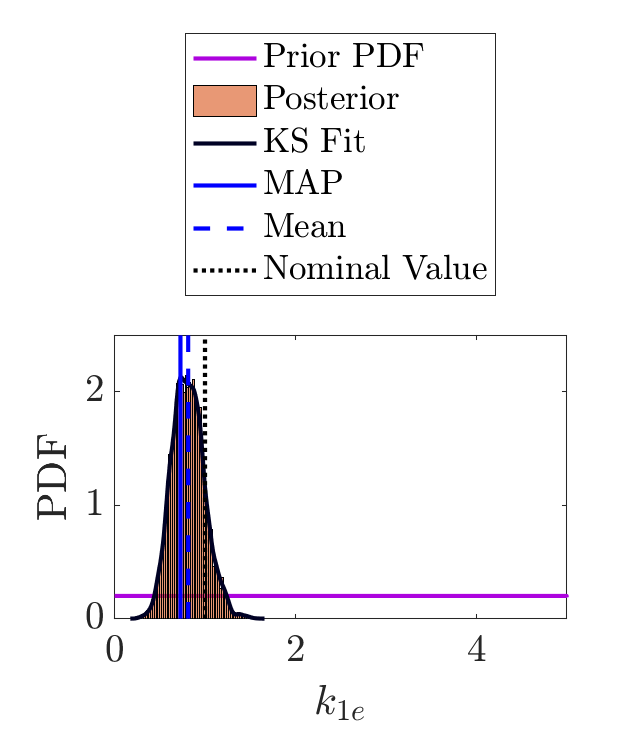 Prior PDF
Posterior
KS Fit
MAP
Mean
Nominal Value
PDF
2
1
0
0 2 4
k1e